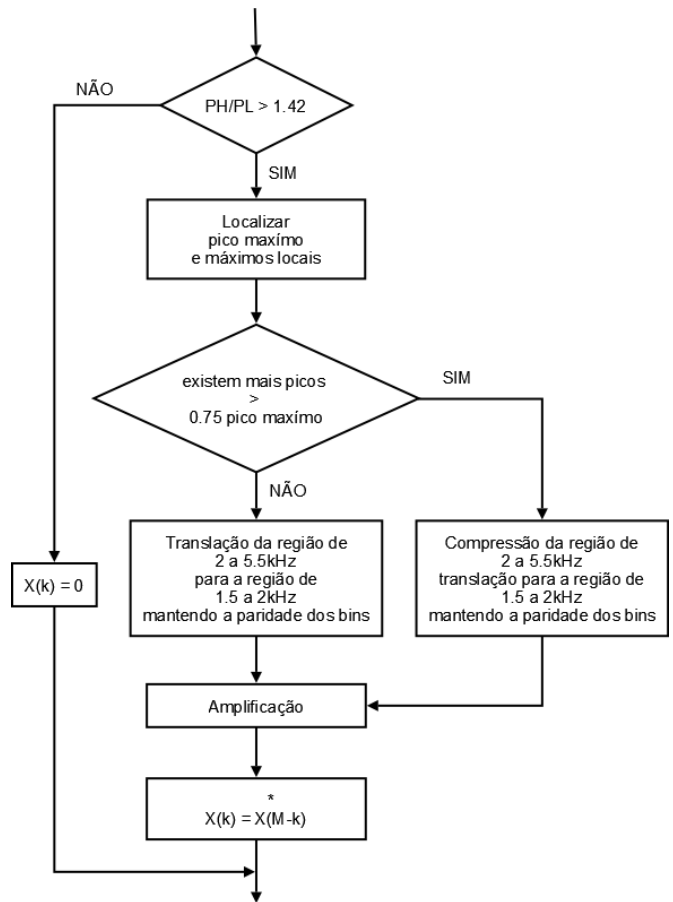 NÃO
PH/PL > 1.42
SIM
Localizar
pico maxímo
e máximos locais
existem mais picos
>
0.75 pico maxímo
SIM
NÃO
Translação da região de
2 a 5.5kHz
para a região de
1.5 a 2kHz
mantendo a paridade dos bins
Compressão da região de
2 a 5.5kHz
translação para a região de
1.5 a 2kHz
mantendo a paridade dos bins
X(k) = 0
Amplificação
*
X(k) = X(M-k)